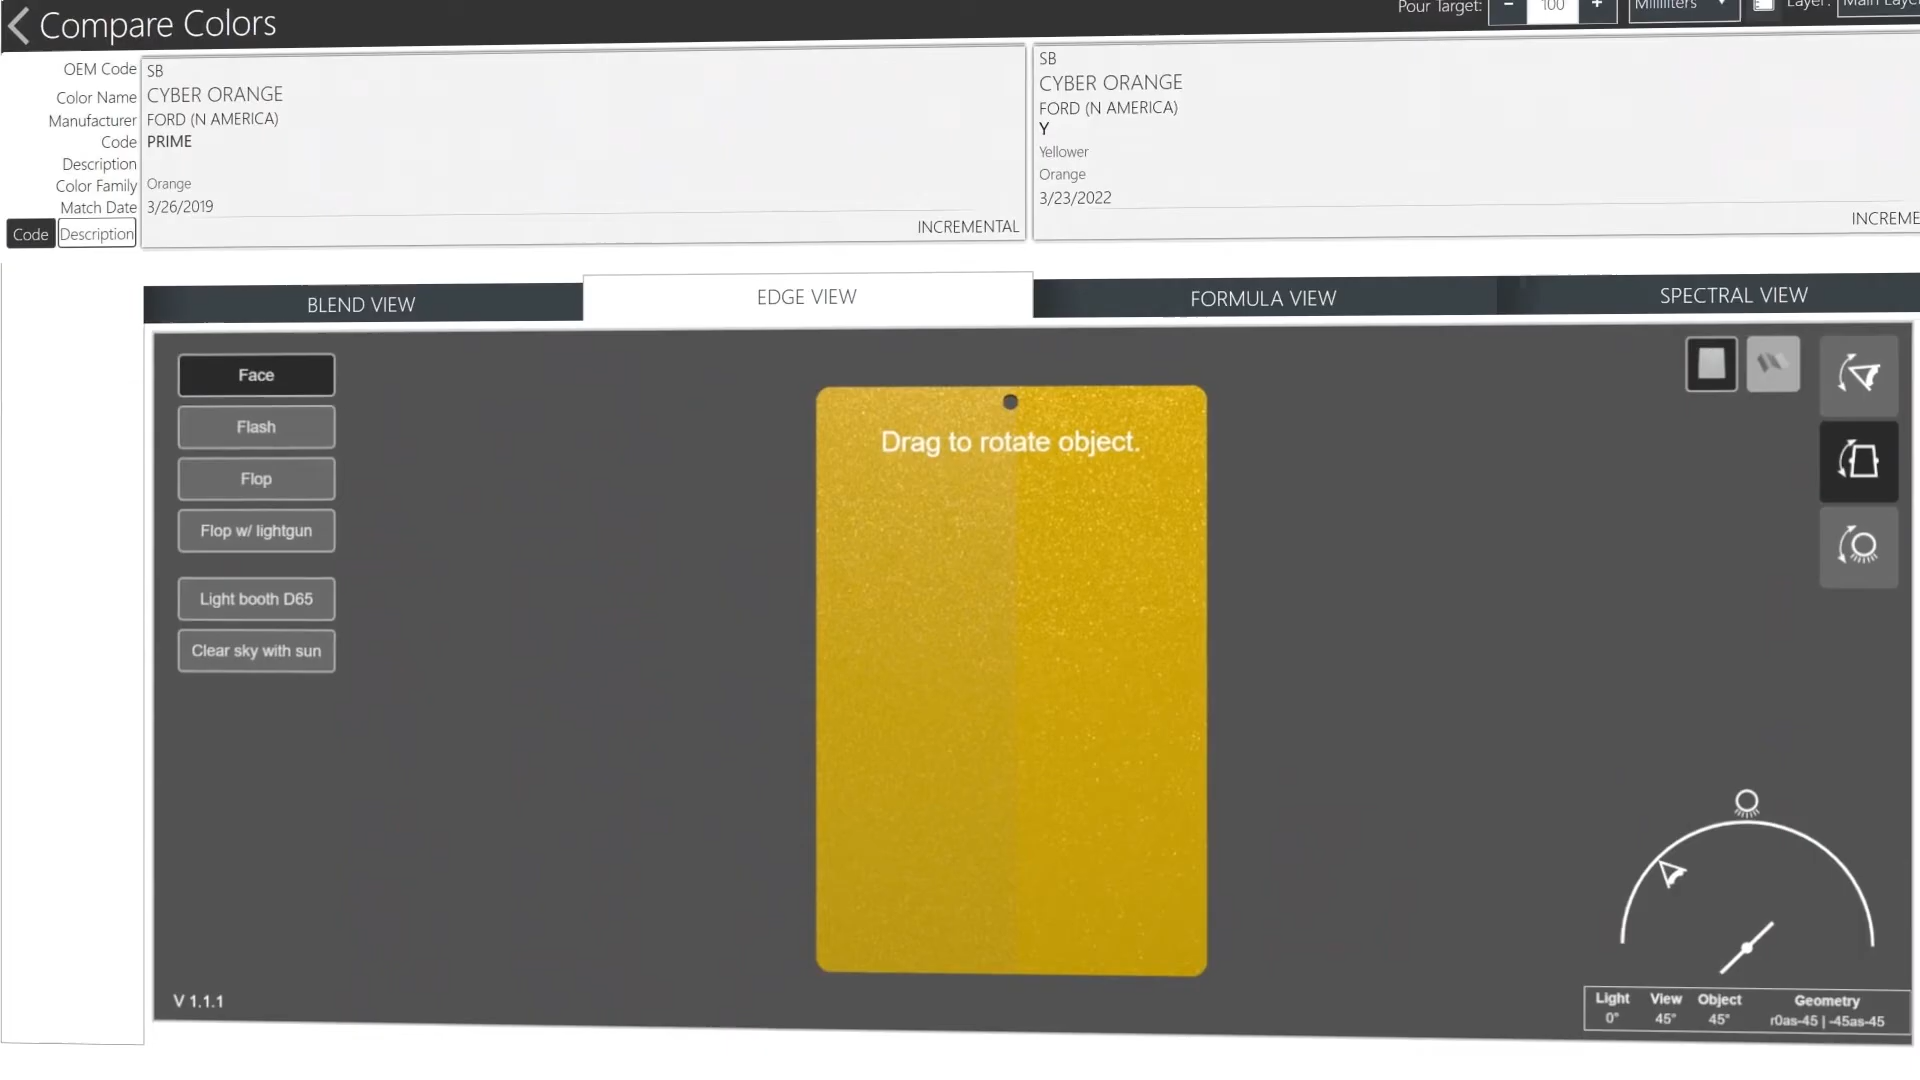 Compare Colors
Pour Target:
−
100
+
Milliliters
Layer:
OEM Code
Color Name
Manufacturer
Code
Description
Color Family
Match Date
Code
Description
SB
CYBER ORANGE
FORD (N AMERICA)
PRIME
Orange
3/26/2019
INCREMENTAL
SB
CYBER ORANGE
FORD (N AMERICA)
Y
Yellower
Orange
3/23/2022
INCREME
BLEND VIEW
EDGE VIEW
FORMULA VIEW
SPECTRAL VIEW
Face
Flash
Flop
Flop w/ lightgun
Light booth D65
Clear sky with sun
Drag to rotate object.
V 1.1.1
Light View Object Geometry
0° 45° 45° r0as-45 | -45as-45